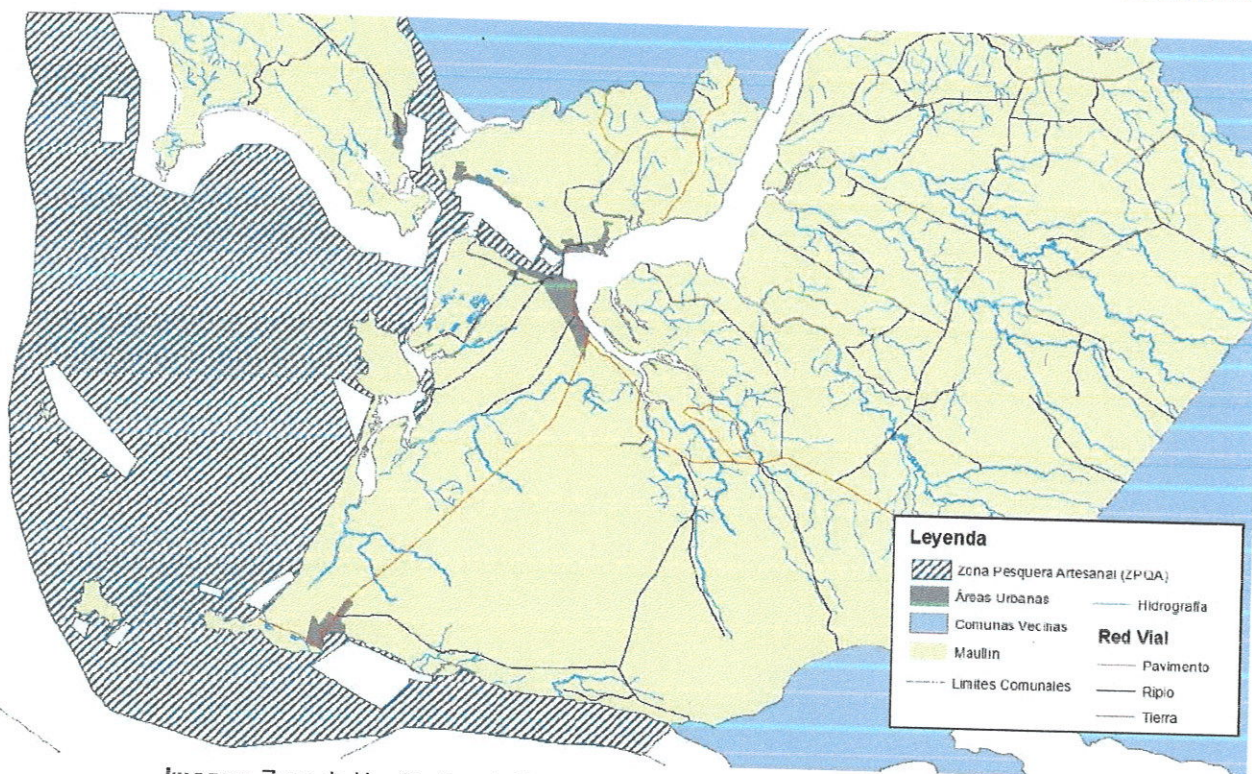 Leyenda
Zona Pesquera Artesanal (ZPQA)
Áreas Urbanas
Comunas Vecinas
Maullín
Límites Comunales
Hidrografía
Red Vial
Pavimento
Ripio
Tierra